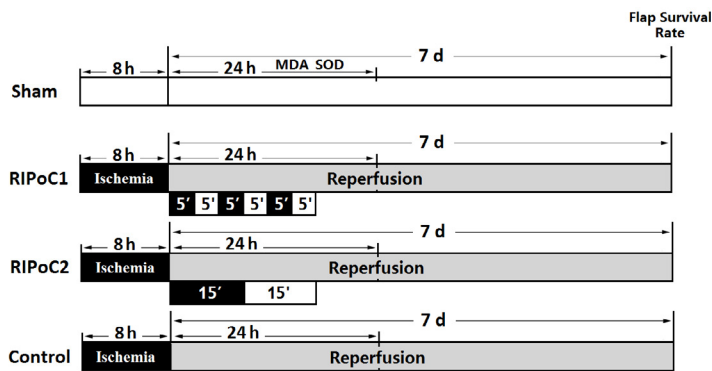 Flap Survival
Rate
7 d
8 h 24 h MDA SOD
Sham
7 d
8 h 24 h
RIPoC1 Ischemia Reperfusion
5′ 5' 5′ 5' 5′ 5'
7 d
8 h 24 h
RIPoC2 Ischemia Reperfusion
15′ 15'
7 d
8 h 24 h
Control Ischemia Reperfusion